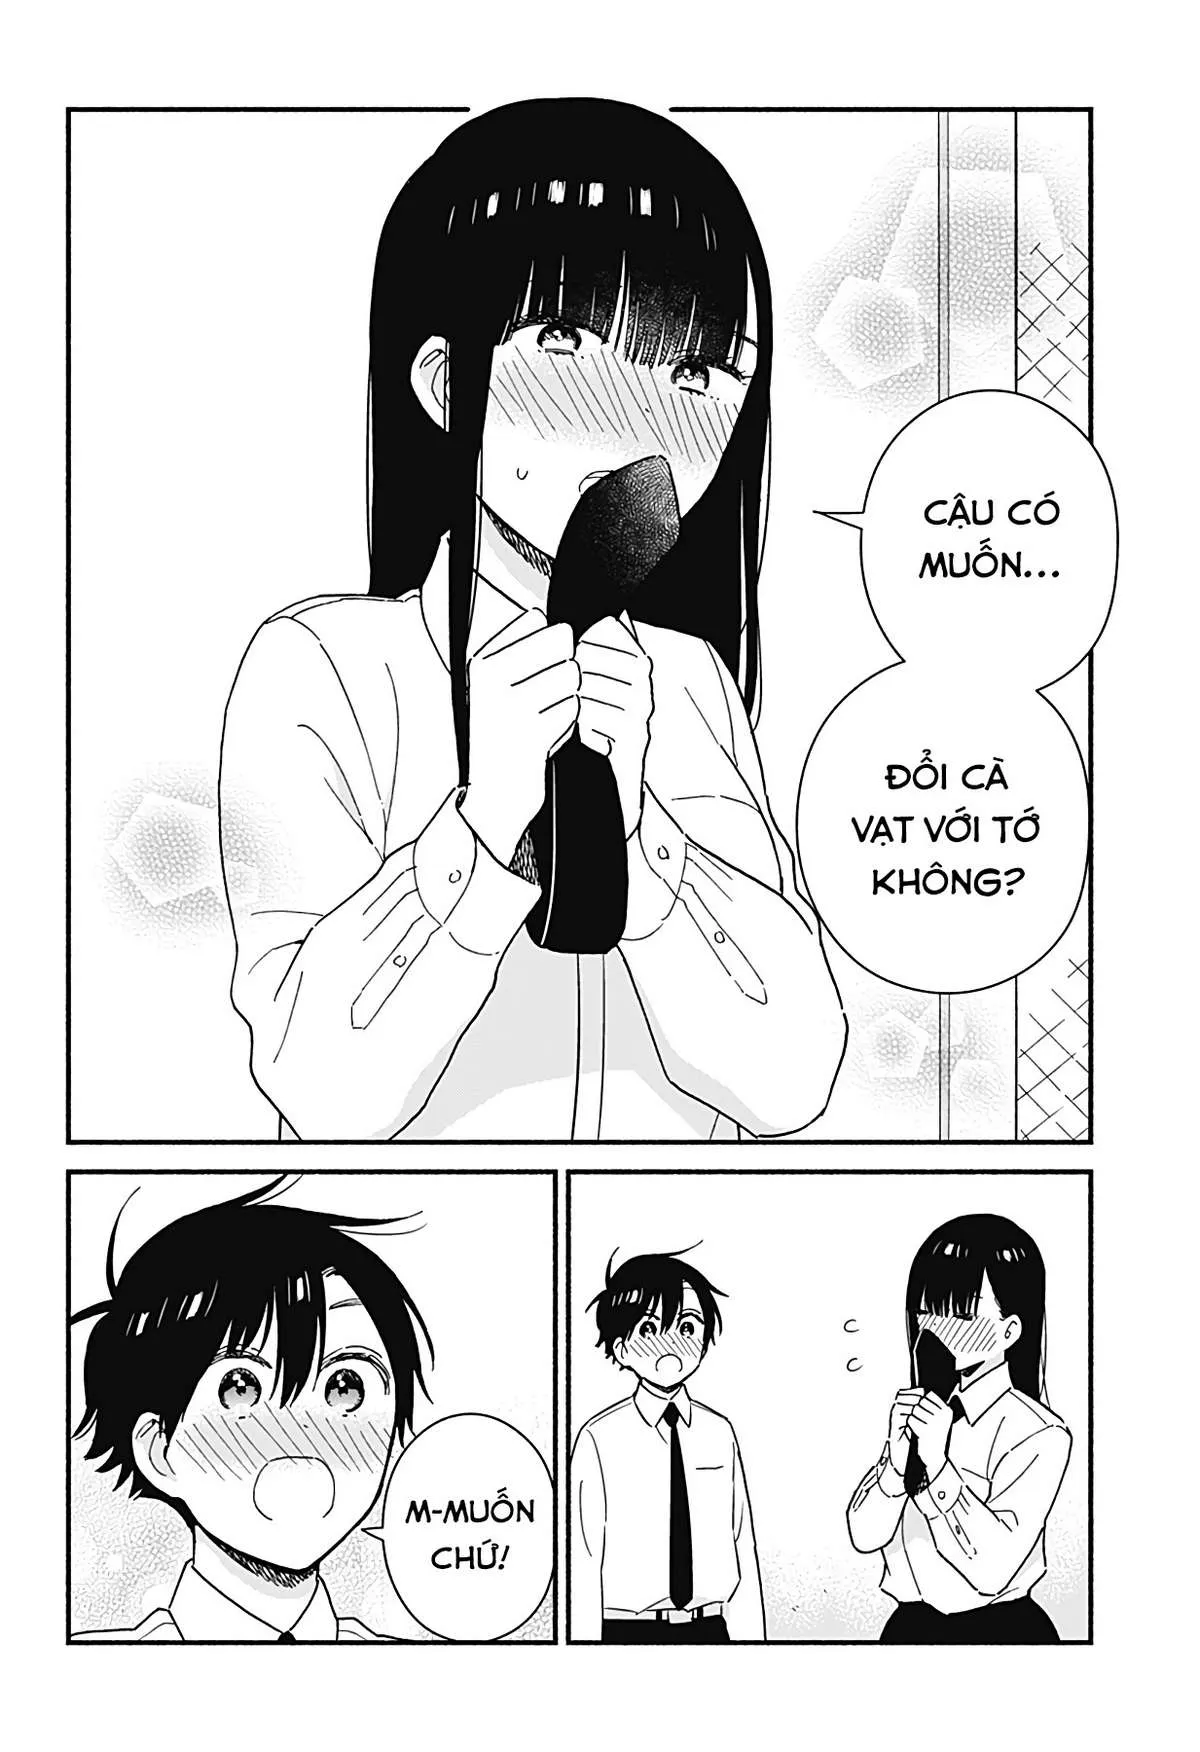 CẬU CÓ
MUỐN...
ĐỔI CÀ
VẠT VỚI TỚ
KHÔNG?
M-MUỐN
CHỨ!